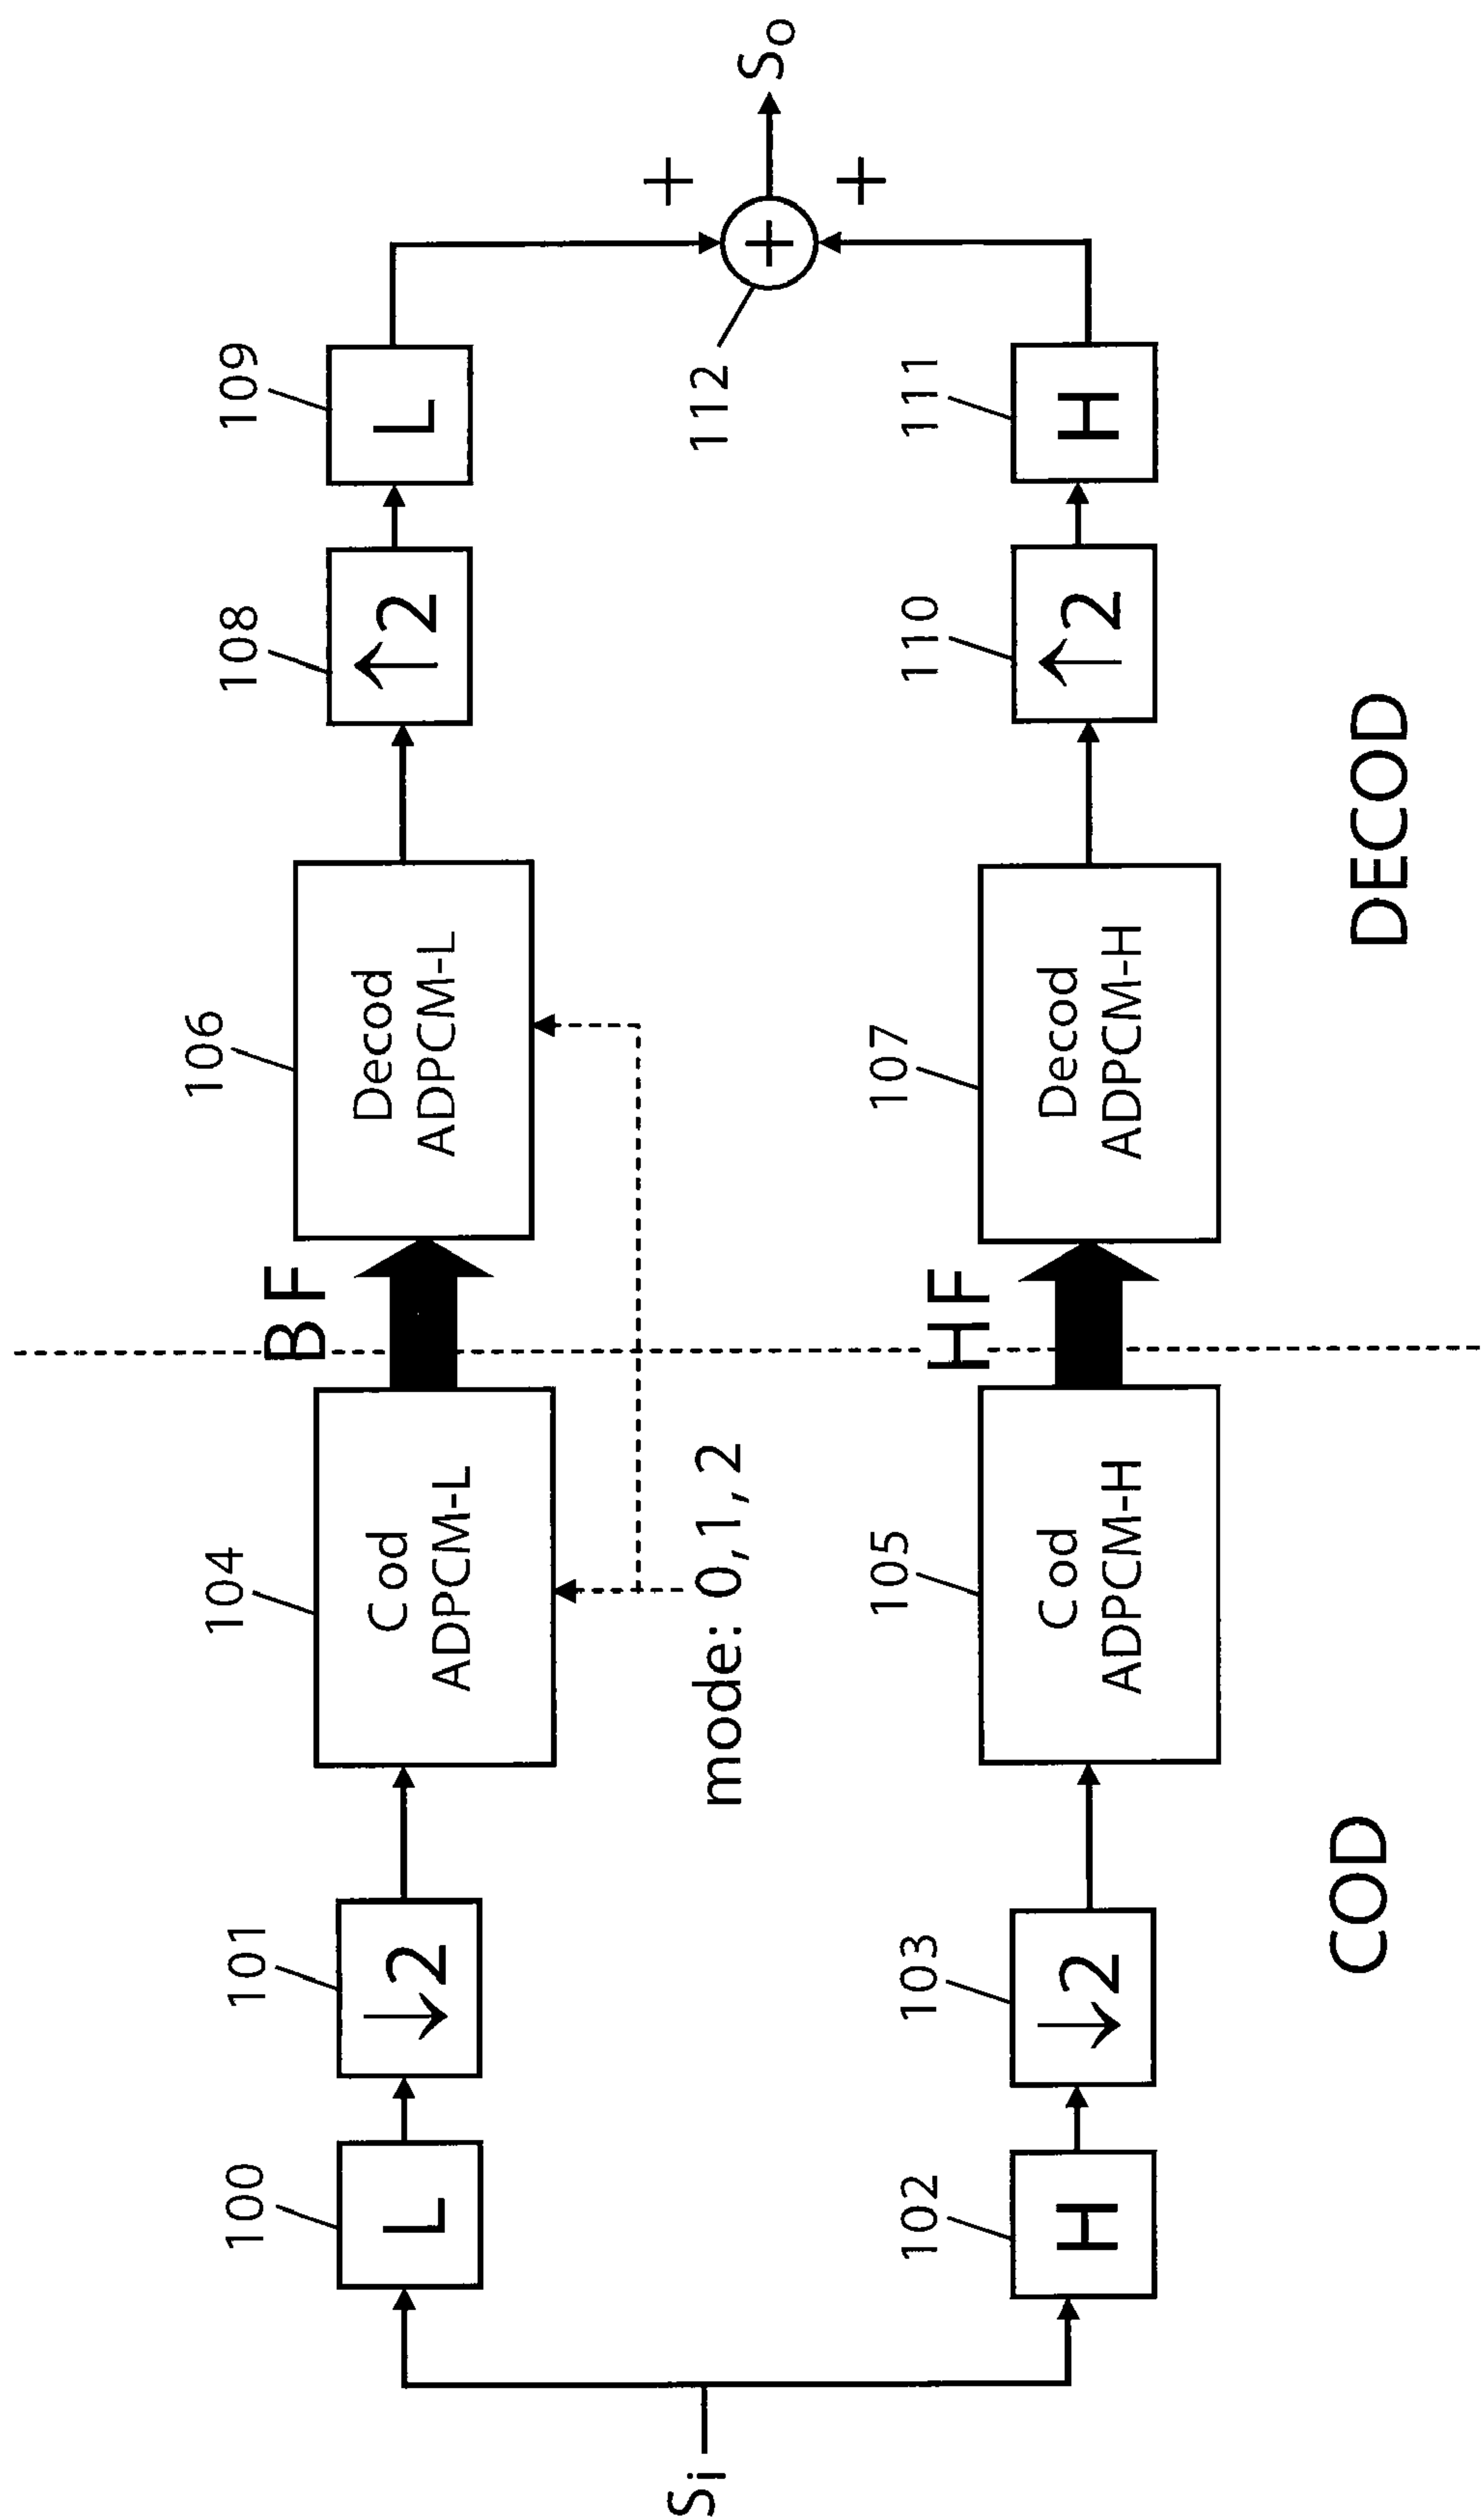 100
101
104
BF
106
108
109
L
↓2
Cod
ADPCM-L
Decod
ADPCM-L
↑2
L
Si
mode: 0,1,2
112
+
+
+
So
102
103
105
HF
107
110
111
H
↓2
Cod
ADPCM-H
Decod
ADPCM-H
↑2
H
COD
DECOD